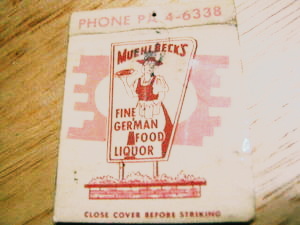 PHONE PA 4-6338
MUEHLBECK'S
FINE
GERMAN
FOOD
LIQUOR
CLOSE COVER BEFORE STRIKING